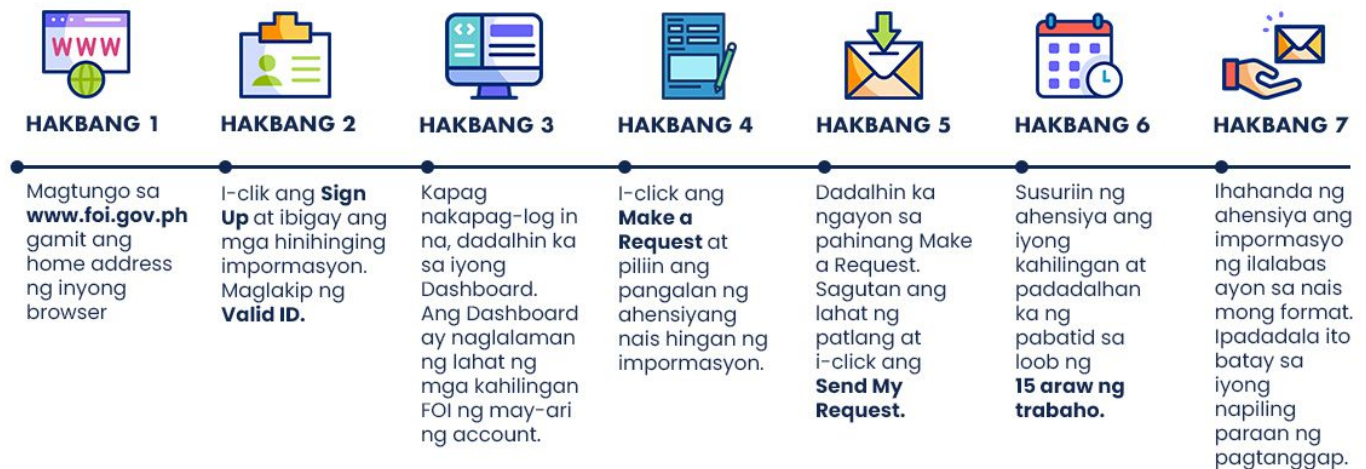 WWW
HAKBANG 1
Magtungo sa
www.foi.gov.ph
gamit ang
home address
ng inyong
browser
HAKBANG 2
I-clik ang Sign
Up at ibigay ang
mga hinihinging
impormasyon.
Maglakip ng
Valid ID.
HAKBANG 3
Kapag
nakapag-log in
na, dadalhin ka
sa iyong
Dashboard.
Ang Dashboard
ay naglalaman
ng lahat ng
mga kahilingan
FOI ng may-ari
ng account.
HAKBANG 4
I-click ang
Make a
Request at
piliin ang
pangalan ng
ahensiyang
nais hingan ng
impormasyon.
HAKBANG 5
Dadalhin ka
ngayon sa
pahinang Make
a Request.
Sagutan ang
lahat ng
patlang at
i-click ang
Send My
Request.
HAKBANG 6
Susuriin ng
ahensiya ang
iyong
kahilingan at
padadalhan
ka ng
pabatid sa
loob ng
15 araw ng
trabaho.
HAKBANG 7
Ihahanda ng
ahensiya ang
impormasyo
ng ilalabas
ayon sa nais
mong format.
Ipadadala ito
batay sa
iyong
napiling
paraan ng
pagtanggap.